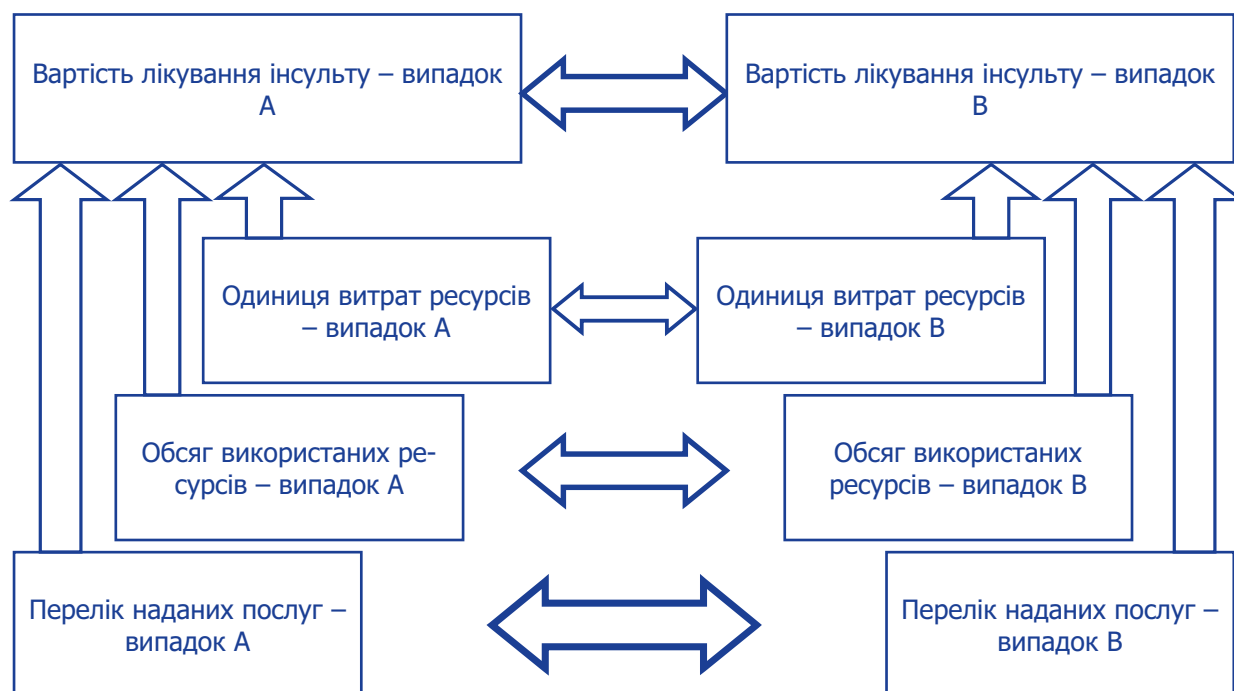 Вартість лікування інсульту – випадок
А
Вартість лікування інсульту – випадок
В
Одиниця витрат ресурсів
– випадок А
Одиниця витрат ресурсів
– випадок В
Обсяг використаних ре-
сурсів – випадок А
Обсяг використаних
ресурсів – випадок В
Перелік наданих послуг –
випадок А
Перелік наданих послуг –
випадок В